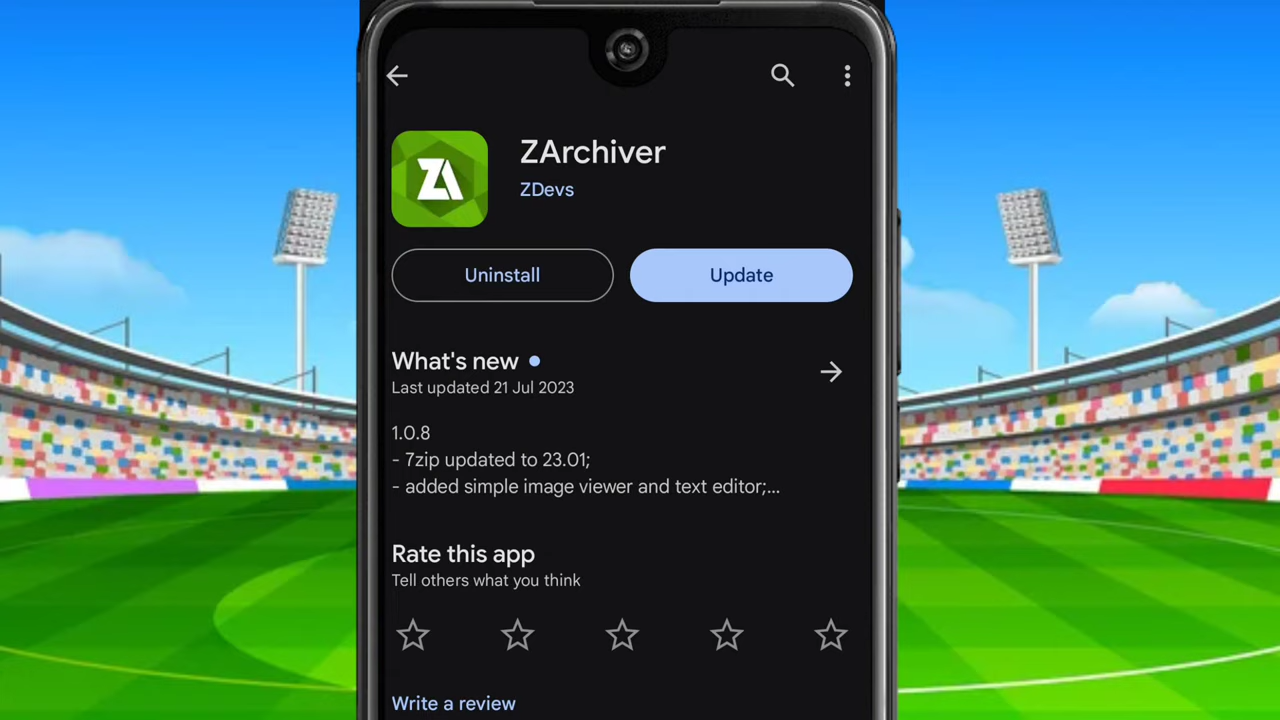 ZA
ZArchiver
ZDevs
Uninstall
Update
What's new
Last updated 21 Jul 2023
1.0.8
- 7zip updated to 23.01;
- added simple image viewer and text editor;...
Rate this app
Tell others what you think
Write a review